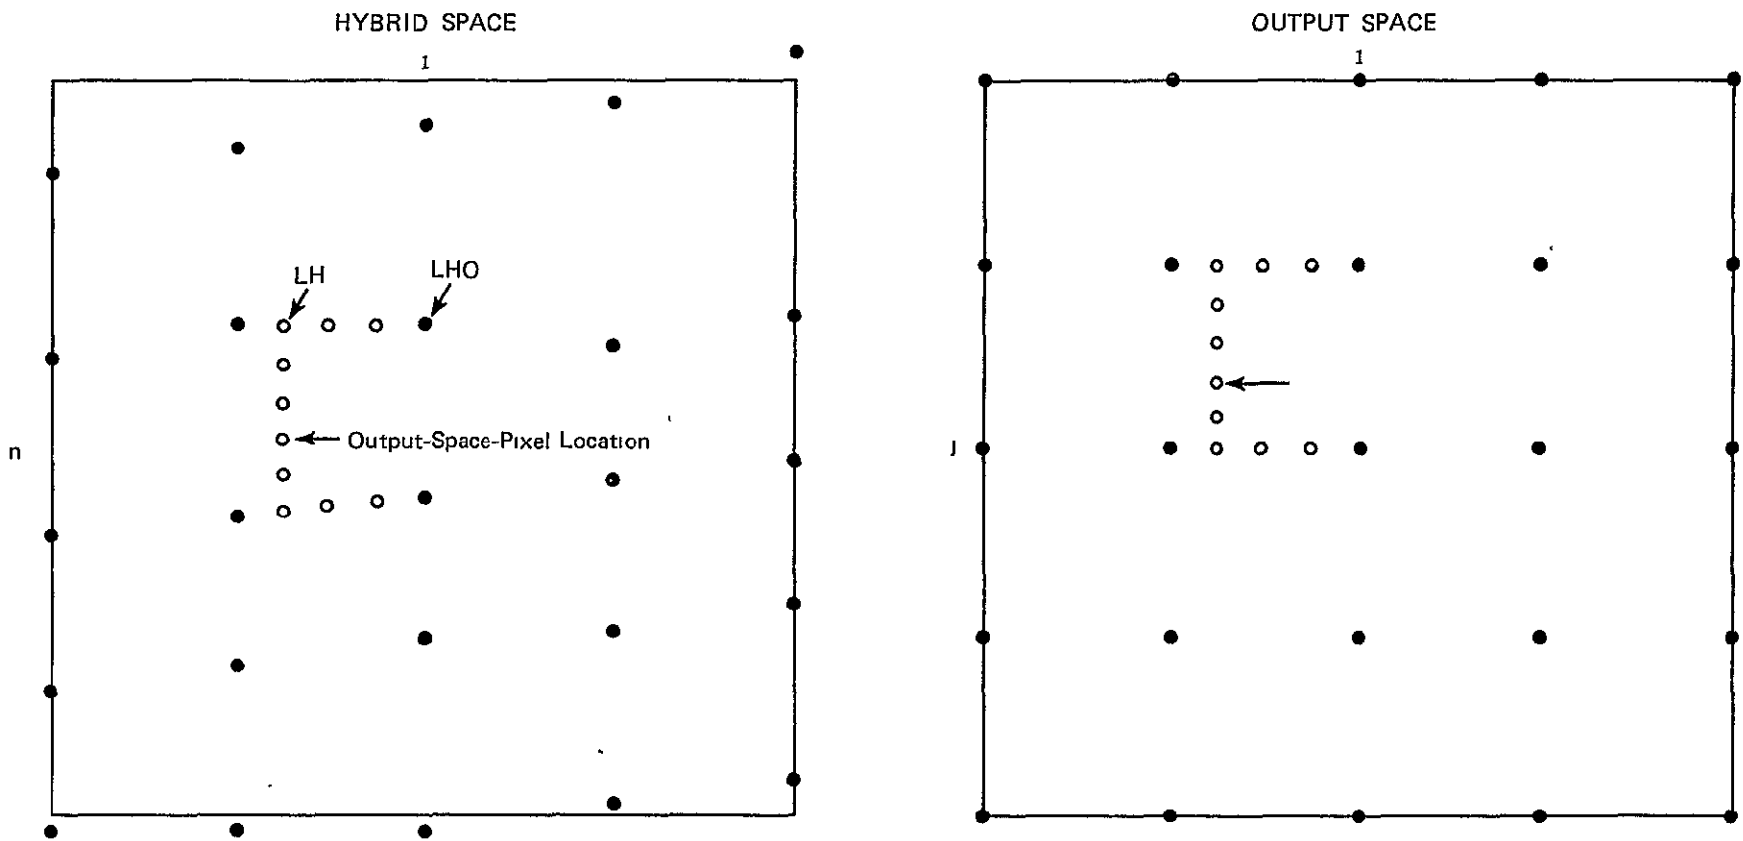 HYBRID SPACE
OUTPUT SPACE
1
1
LH
LHO
Output-Space-Pixel Location
n
J